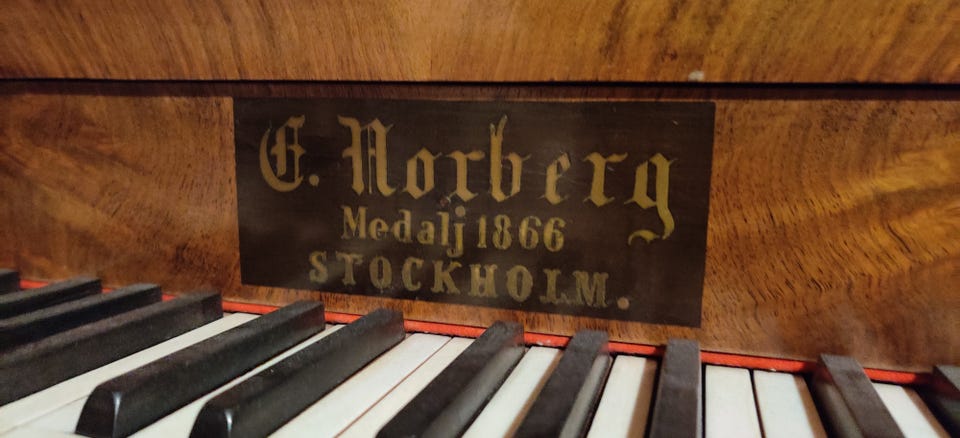 E. Norberg
Medalj 1866
STOCKHOLM.